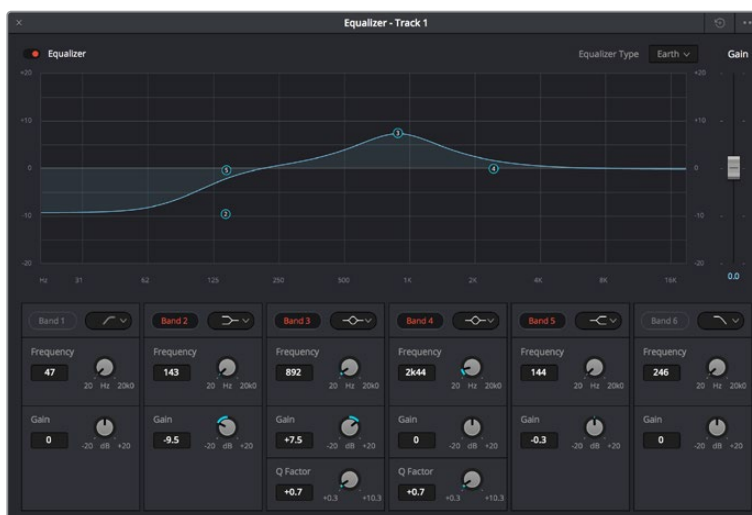 Equalizer - Track 1
Equalizer
Equalizer Type Earth Gain
+20 +20
+10 +10
0 0
-10 -10
-20 -20
5 3 4 2
Hz 31 62 125 250 500 1K 2K 4K 8K 16K
0.0
Band 1 Band 2 Band 3 Band 4 Band 5 Band 6
Frequency Frequency Frequency Frequency Frequency Frequency
47 143 892 2k44 144 246
20 Hz 20k0 20 Hz 20k0 20 Hz 20k0 20 Hz 20k0 20 Hz 20k0 20 Hz 20k0
Gain Gain Gain Gain Gain Gain
0 -9.5 +7.5 0 -0.3 0
-20 dB +20 -20 dB +20 -20 dB +20 -20 dB +20 -20 dB +20 -20 dB +20
Q Factor Q Factor
+0.7 +0.7
+0.3 +10.3 +0.3 +10.3